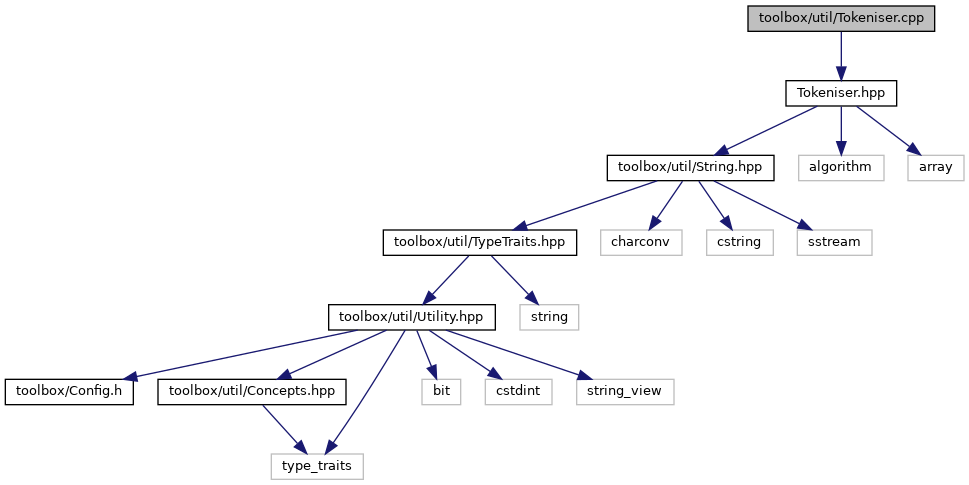 toolbox/util/Tokeniser.cpp
Tokeniser.hpp
toolbox/util/String.hpp
algorithm
array
toolbox/util/TypeTraits.hpp
charconv
cstring
sstream
toolbox/util/Utility.hpp
string
toolbox/Config.h
toolbox/util/Concepts.hpp
bit
cstdint
string_view
type_traits